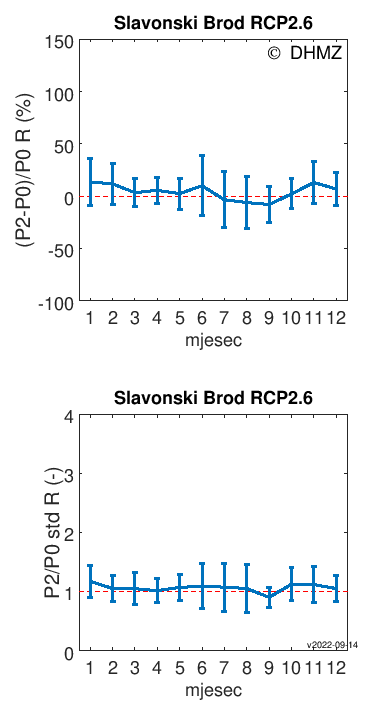 Slavonski Brod RCP2.6
© DHMZ
(P2-P0)/P0 R (%)
150
100
50
0
-50
-100
1 2 3 4 5 6 7 8 9 10 11 12
mjesec
Slavonski Brod RCP2.6
P2/P0 std R (-)
4
3
2
1
0
v2022-09-14
1 2 3 4 5 6 7 8 9 10 11 12
mjesec